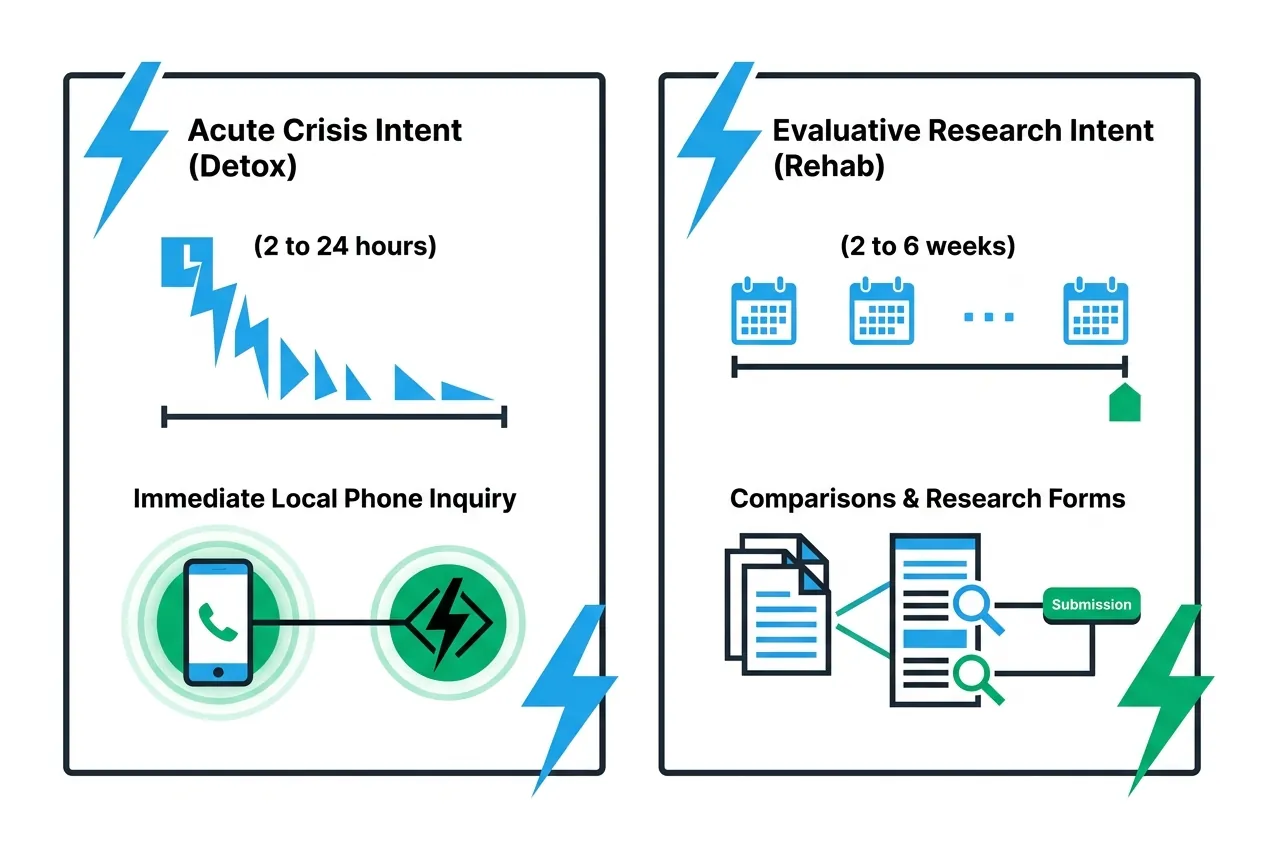 Acute Crisis Intent
(Detox)
(2 to 24 hours)
Immediate Local Phone Inquiry
Evaluative Research Intent
(Rehab)
(2 to 6 weeks)
Comparisons & Research Forms
Submission